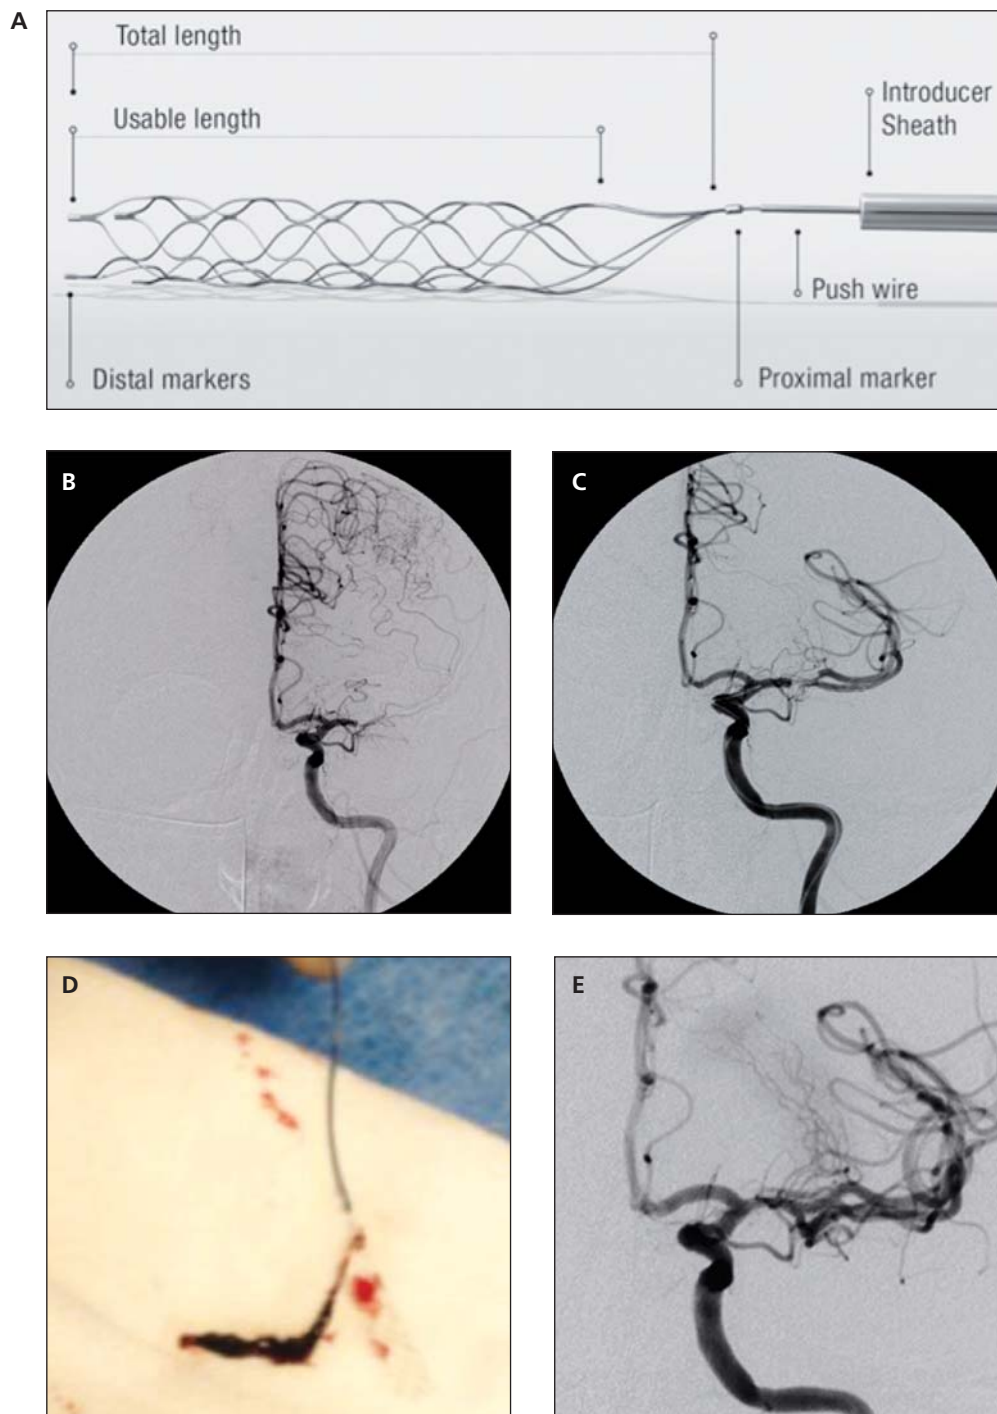 A
Total length
Usable length
Introducer
Sheath
Push wire
Distal markers
Proximal marker
B
C
D
E